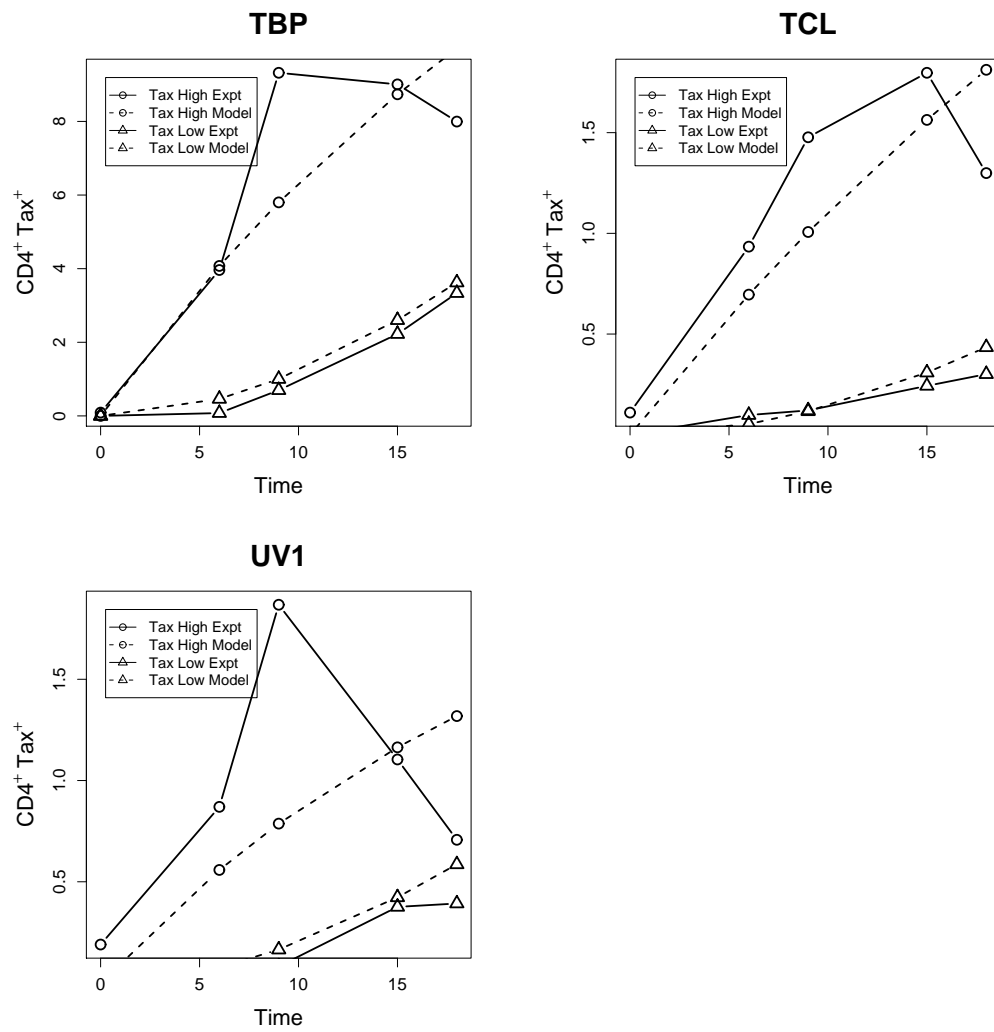 TBP
Tax High Expt
Tax High Model
Tax Low Expt
Tax Low Model
CD4⁺ Tax⁺
0
2
4
6
8
0
5
10
15
Time
TCL
Tax High Expt
Tax High Model
Tax Low Expt
Tax Low Model
CD4⁺ Tax⁺
0.5
1.0
1.5
0
5
10
15
Time
UV1
Tax High Expt
Tax High Model
Tax Low Expt
Tax Low Model
CD4⁺ Tax⁺
0.5
1.0
1.5
0
5
10
15
Time